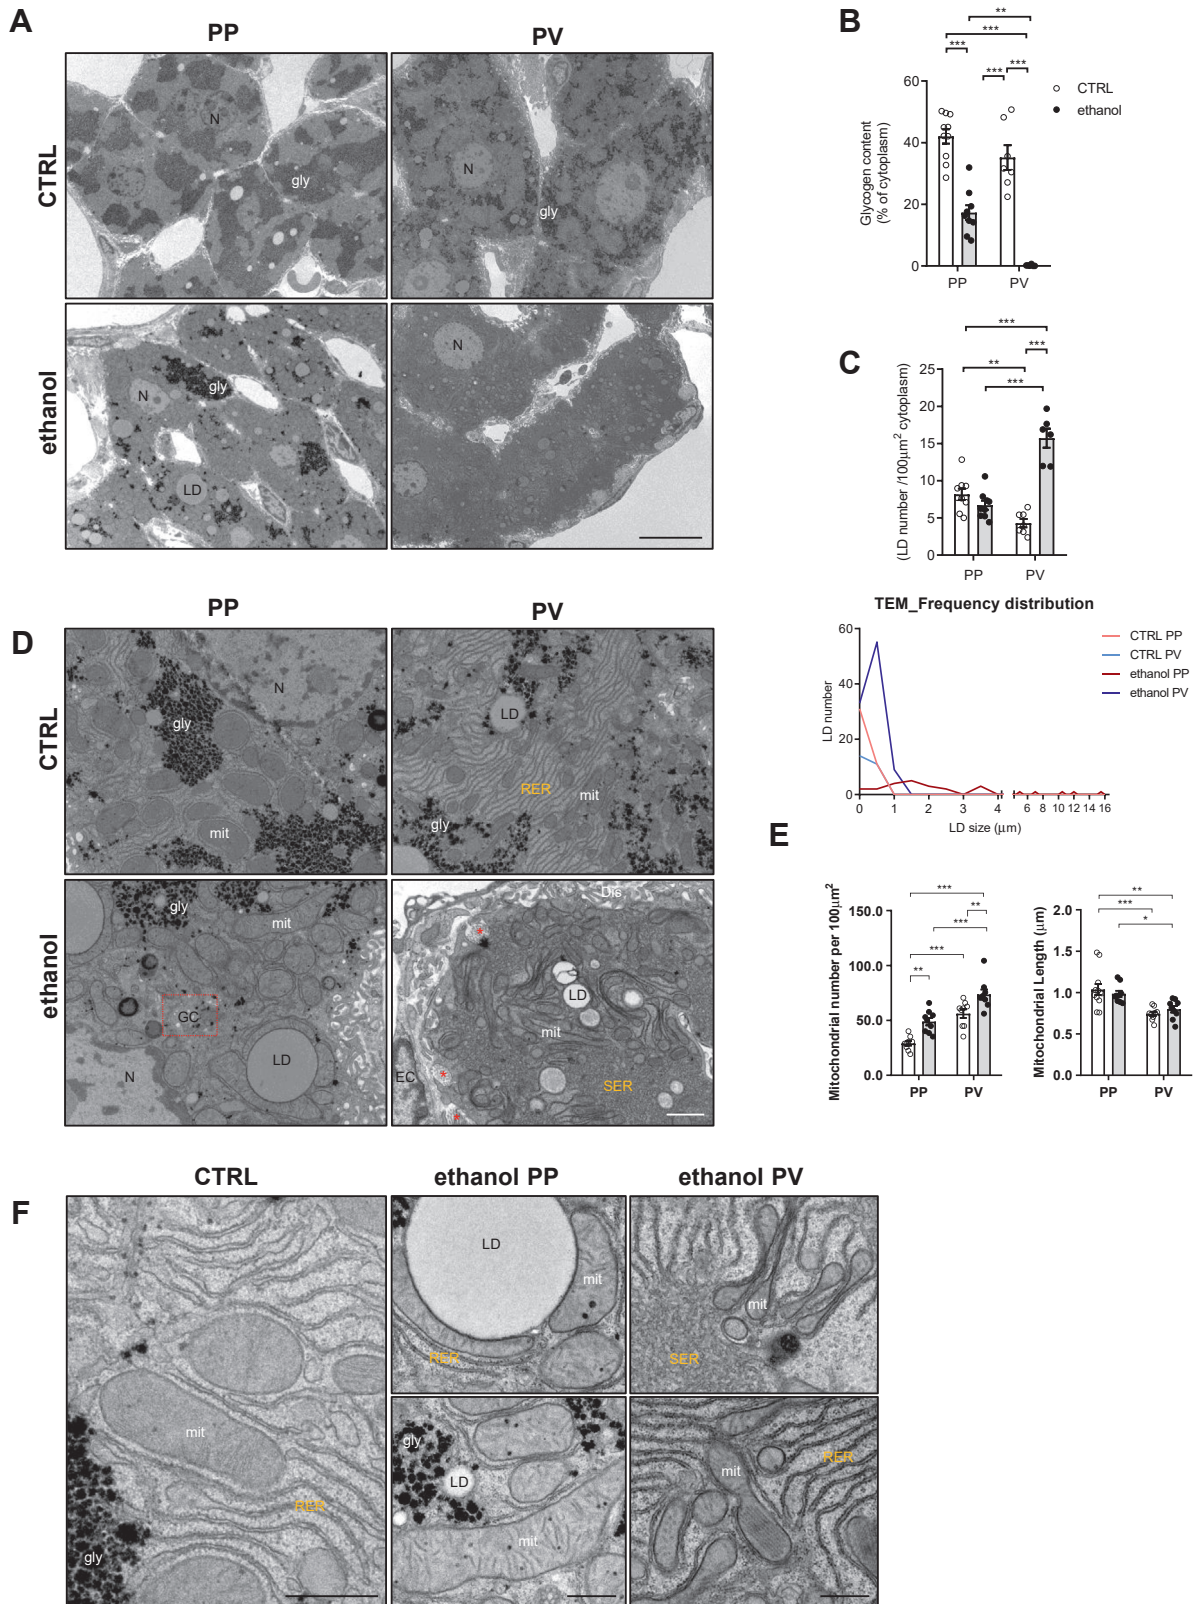 A
PP
PV
CTRL
N
gly
N
gly
ethanol
N
gly
LD
N
B
**
***
***
***
***
CTRL
ethanol
Glycogen content
(% of cytoplasm)
60
40
20
0
PP
PV
C
***
***
**
***
(LD number /100μm² cytoplasm)
25
20
15
10
5
0
PP
PV
TEM_Frequency distribution
LD number
60
40
20
0
0
1
2
3
4
6
8
10
12
14
16
LD size (μm)
CTRL PP
CTRL PV
ethanol PP
ethanol PV
D
PP
PV
CTRL
N
gly
mit
LD
RER
mit
gly
ethanol
gly
mit
GC
LD
N
Dis
*
LD
mit
EC
*
SER
*
E
Mitochondrial number per 100μm²
150.0
100.0
50.0
0.0
***
**
***
***
**
PP
PV
Mitochondrial Length (μm)
2.0
1.5
1.0
0.5
0.0
**
***
*
PP
PV
F
CTRL
ethanol PP
ethanol PV
mit
RER
gly
LD
mit
RER
gly
LD
mit
mit
SER
mit
RER